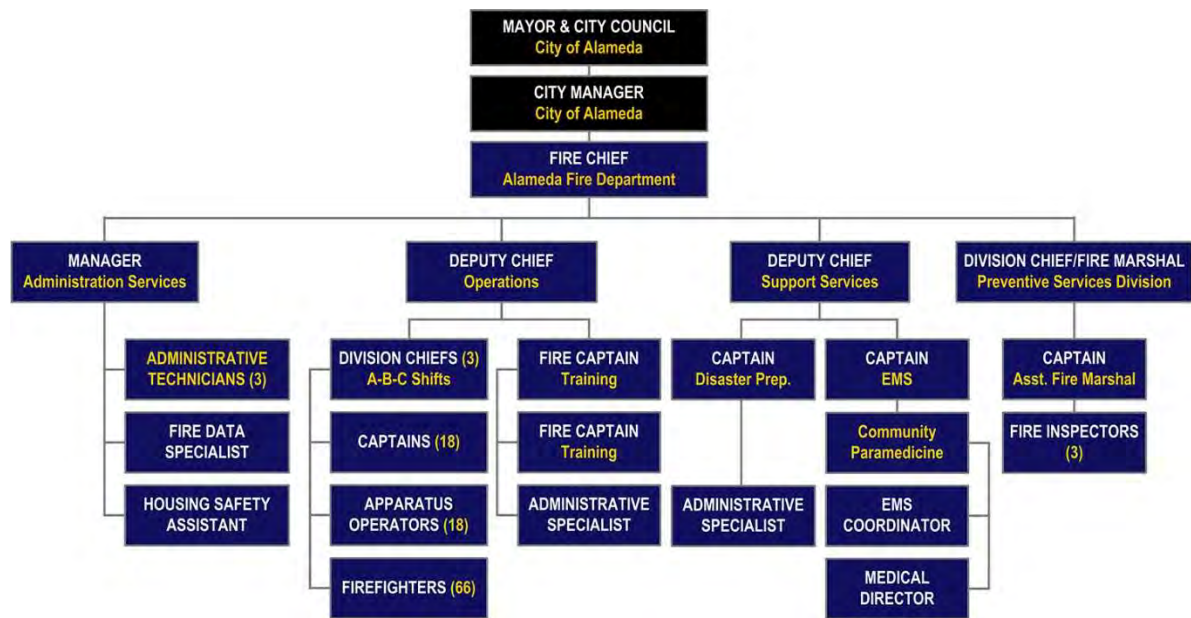 MAYOR & CITY COUNCIL
City of Alameda
CITY MANAGER
City of Alameda
FIRE CHIEF
Alameda Fire Department
MANAGER
Administration Services
DEPUTY CHIEF
Operations
DEPUTY CHIEF
Support Services
DIVISION CHIEF/FIRE MARSHAL
Preventive Services Division
ADMINISTRATIVE
TECHNICIANS (3)
FIRE DATA
SPECIALIST
HOUSING SAFETY
ASSISTANT
DIVISION CHIEFS (3)
A-B-C Shifts
CAPTAINS (18)
APPARATUS
OPERATORS (18)
FIREFIGHTERS (66)
FIRE CAPTAIN
Training
FIRE CAPTAIN
Training
ADMINISTRATIVE
SPECIALIST
CAPTAIN
Disaster Prep.
ADMINISTRATIVE
SPECIALIST
CAPTAIN
EMS
Community
Paramedicine
EMS
COORDINATOR
MEDICAL
DIRECTOR
CAPTAIN
Asst. Fire Marshal
FIRE INSPECTORS
(3)